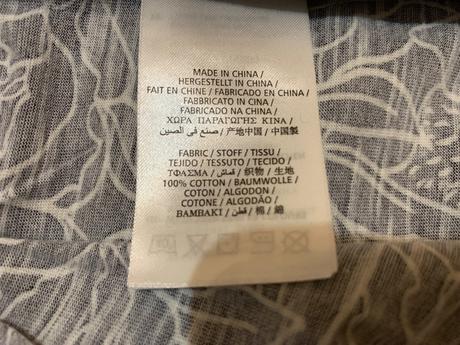 MADE IN CHINA /
HERGESTELLT IN CHINA /
FAIT EN CHINE / FABRICADO EN CHINA /
FABBRICATO IN CINA /
FABRICADO NA CHINA /
ΧΩΡΑ ΠΑΡΑΓΩΓΗΣ ΚΙΝΑ /
صنع في الصين / 产地中国 / 中国製
FABRIC / STOFF / TISSU /
TEJIDO / TESSUTO / TECIDO /
ΤΦΑΣΜΑ / قماش / 织物 / 生地
100% COTTON / BAUMWOLLE /
COTON / ALGODON /
COTONE / ALGODÃO /
ΒΑΜΒΑΚΙ / قطن / 棉 / 綿